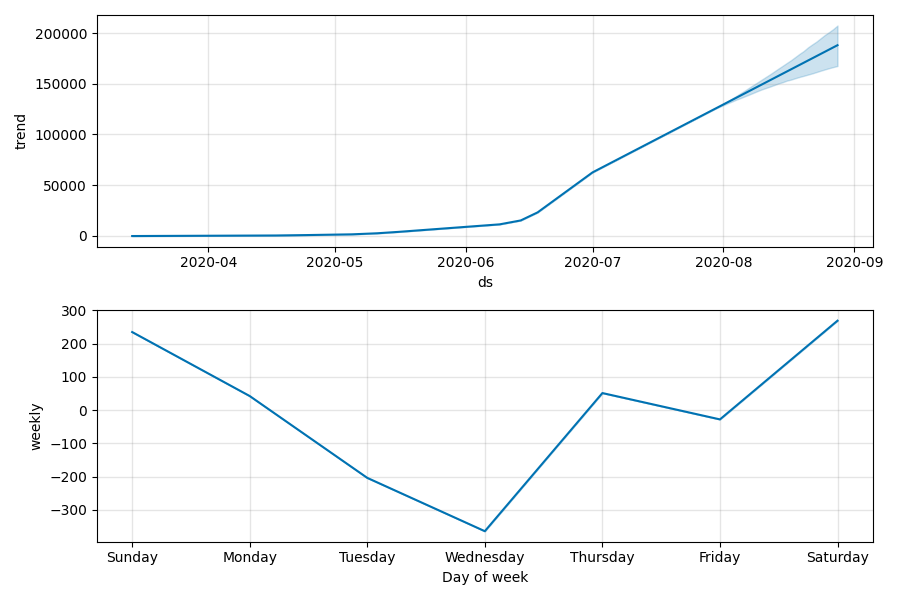 200000
150000
100000
50000
0
trend
2020-04 2020-05 2020-06 2020-07 2020-08 2020-09
ds
300
200
100
0
−100
−200
−300
weekly
Sunday Monday Tuesday Wednesday Thursday Friday Saturday
Day of week